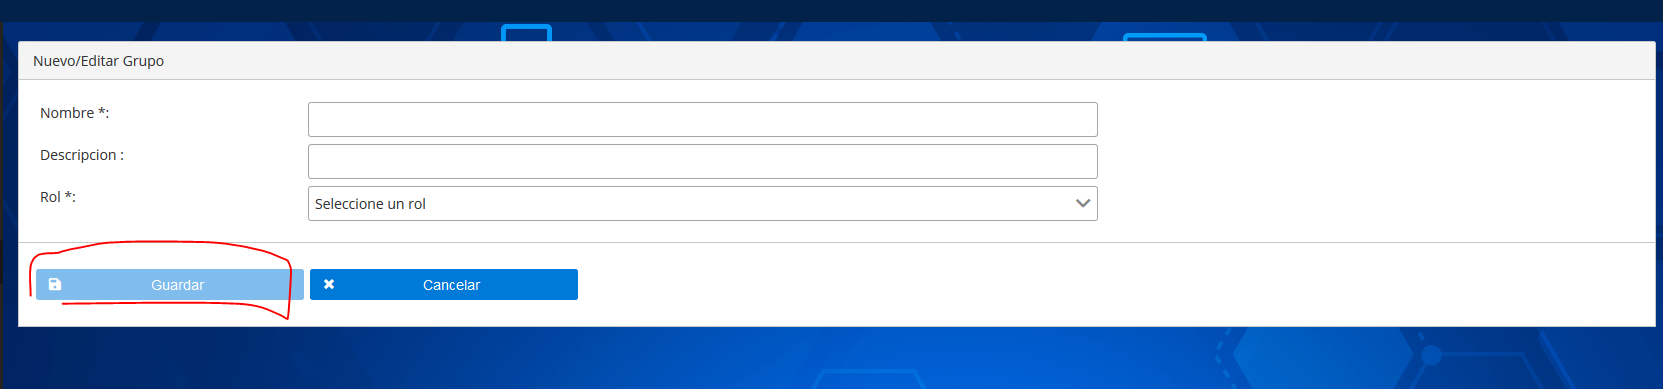 Nuevo/Editar Grupo
Nombre *:
Descripcion :
Rol *:
Seleccione un rol
Guardar
Cancelar